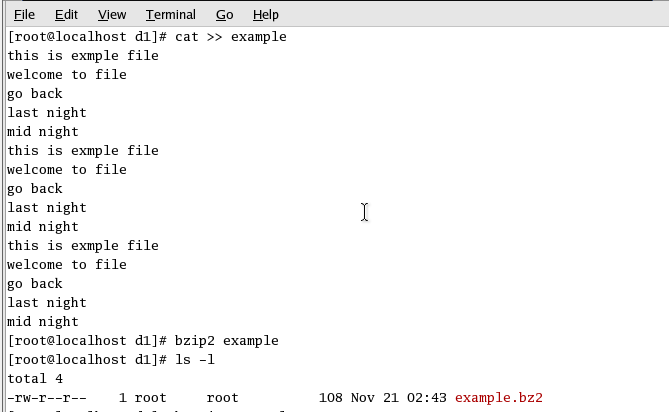 File Edit View Terminal Go Help
[root@localhost d1]# cat >> example
this is exmple file
welcome to file
go back
last night
mid night
this is exmple file
welcome to file
go back
last night
mid night
this is exmple file
welcome to file
go back
last night
mid night
[root@localhost d1]# bzip2 example
[root@localhost d1]# ls -l
total 4
-rw-r--r-- 1 root root 108 Nov 21 02:43 example.bz2